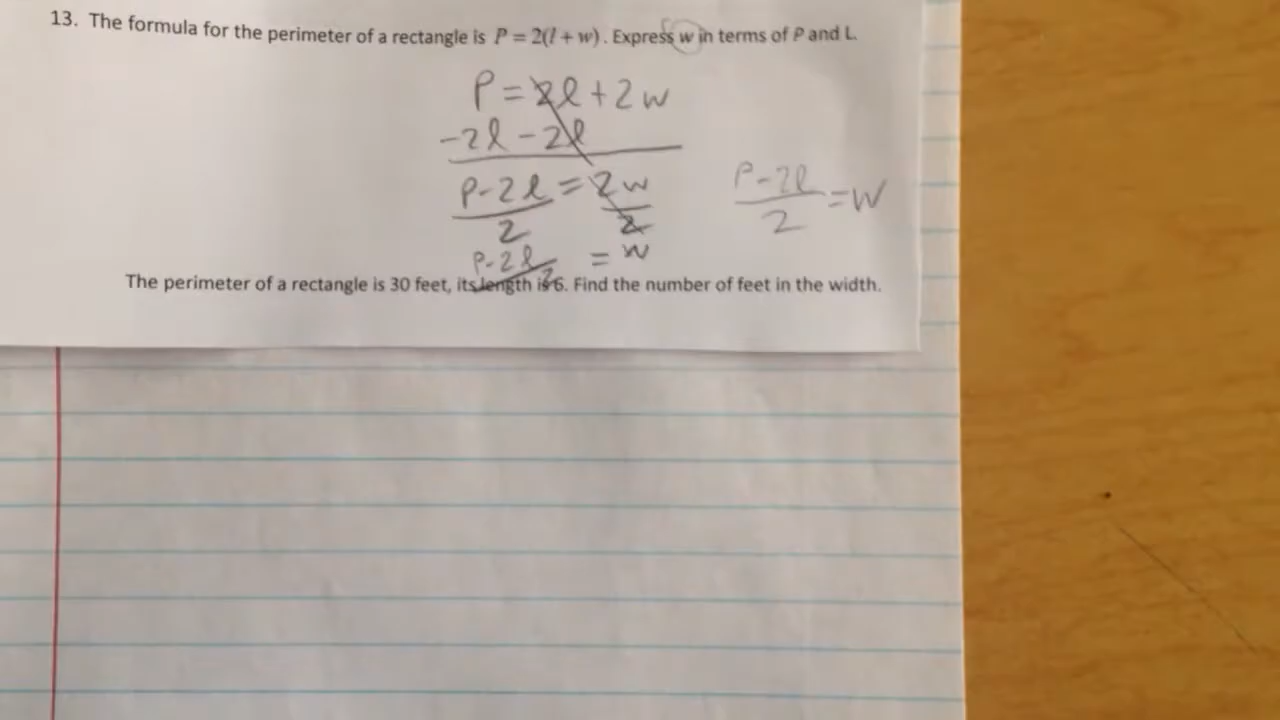 13. The formula for the perimeter of a rectangle is P = 2(l + w). Express w in terms of P and L.
P = 2l + 2w
-2l -2l
P-2l = 2w
2 2
P-2l = w
2
P-2l = w
2
The perimeter of a rectangle is 30 feet, its length is 6. Find the number of feet in the width.